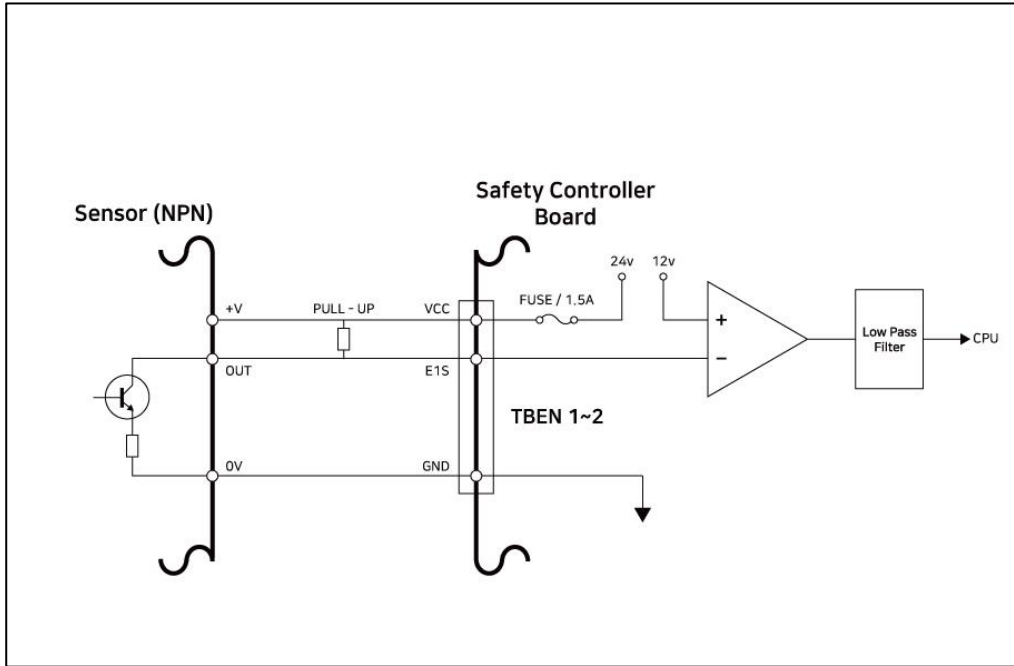 Safety Controller
Board
Sensor (NPN)
24v
12v
+V
PULL - UP
VCC
FUSE / 1.5A
+
Low Pass
Filter
CPU
−
OUT
E1S
TBEN 1~2
0V
GND